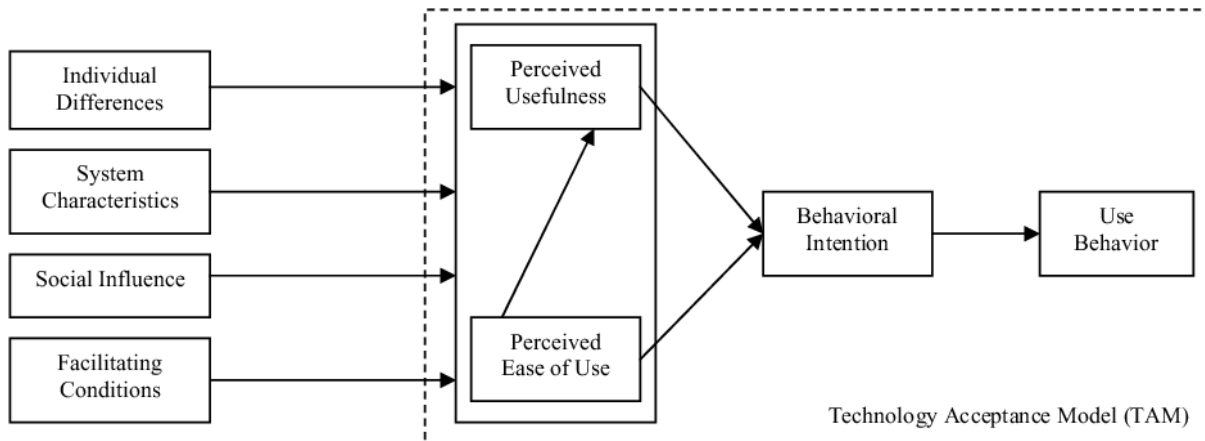 Individual
Differences
System
Characteristics
Social Influence
Facilitating
Conditions
Perceived
Usefulness
Perceived
Ease of Use
Behavioral
Intention
Use
Behavior
Technology Acceptance Model (TAM)